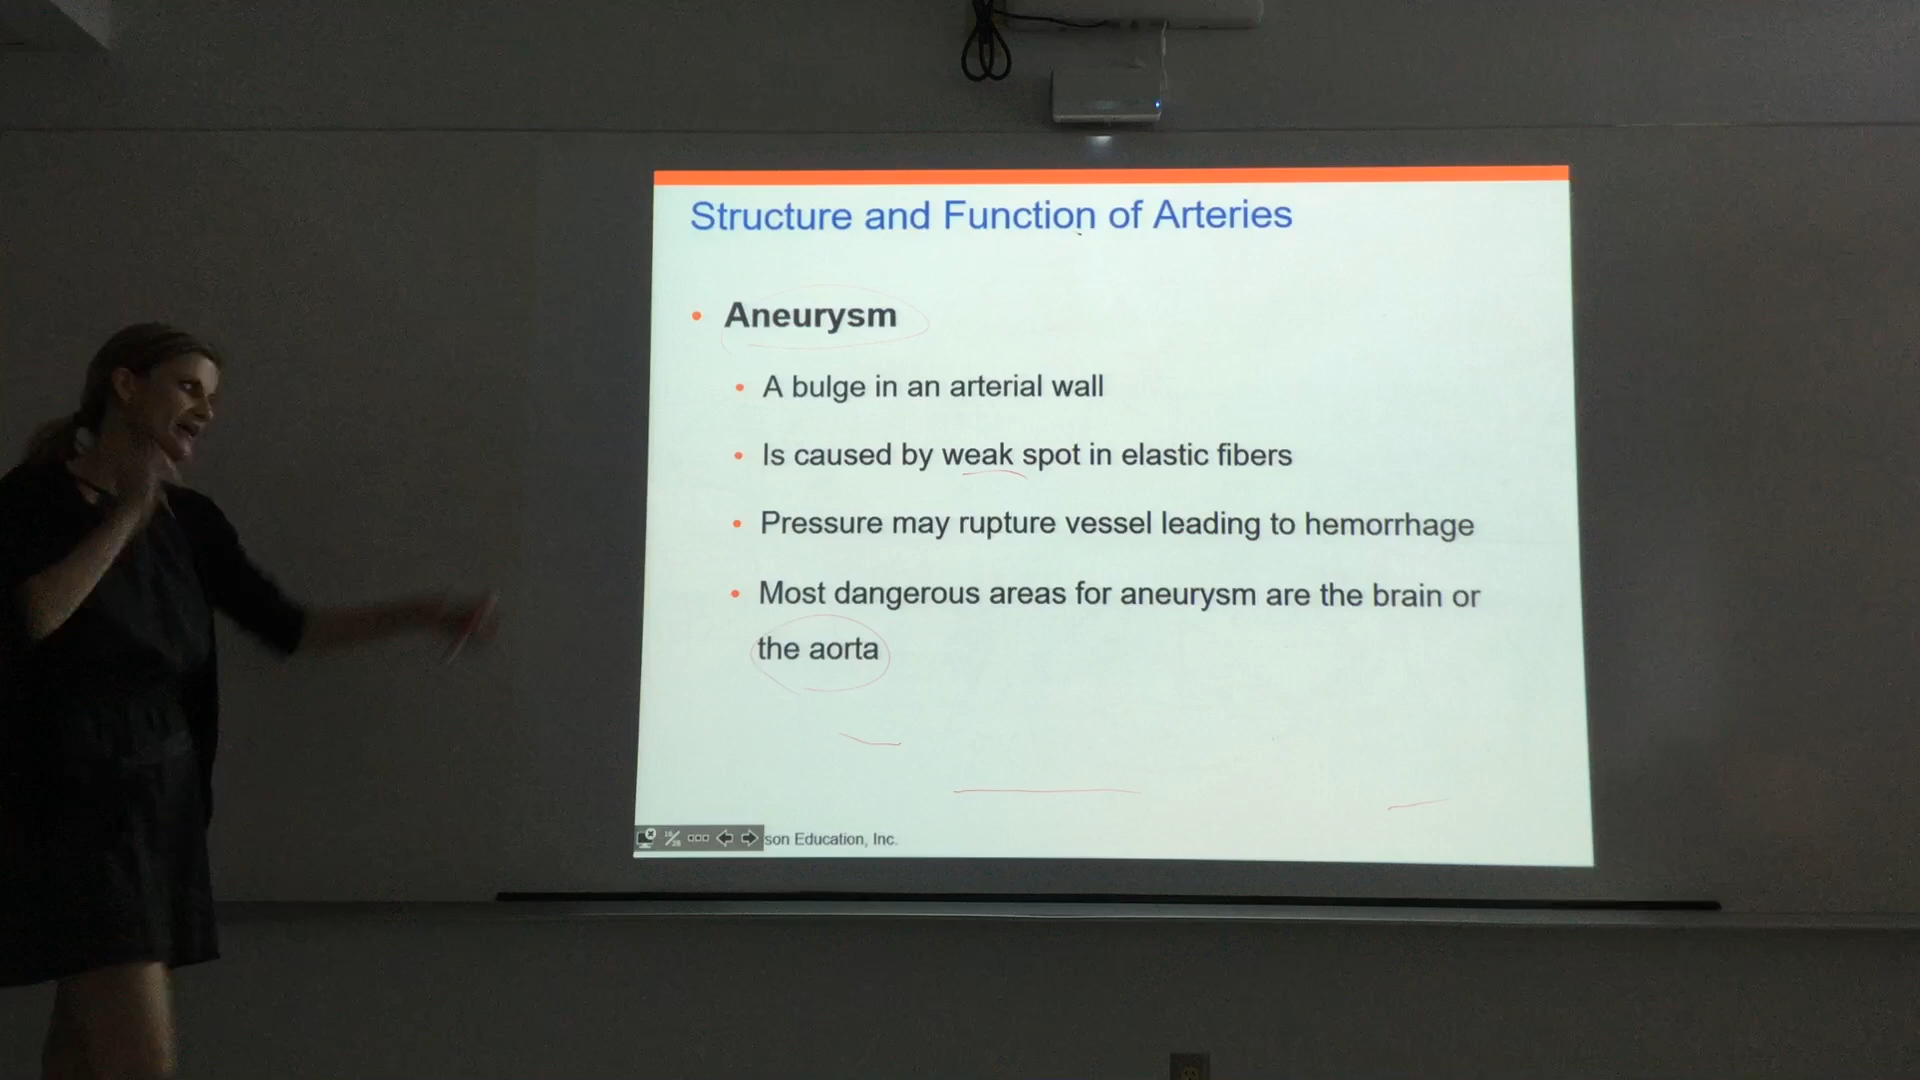 Structure and Function of Arteries
• Aneurysm
• A bulge in an arterial wall
• Is caused by weak spot in elastic fibers
• Pressure may rupture vessel leading to hemorrhage
• Most dangerous areas for aneurysm are the brain or
the aorta
son Education, Inc.